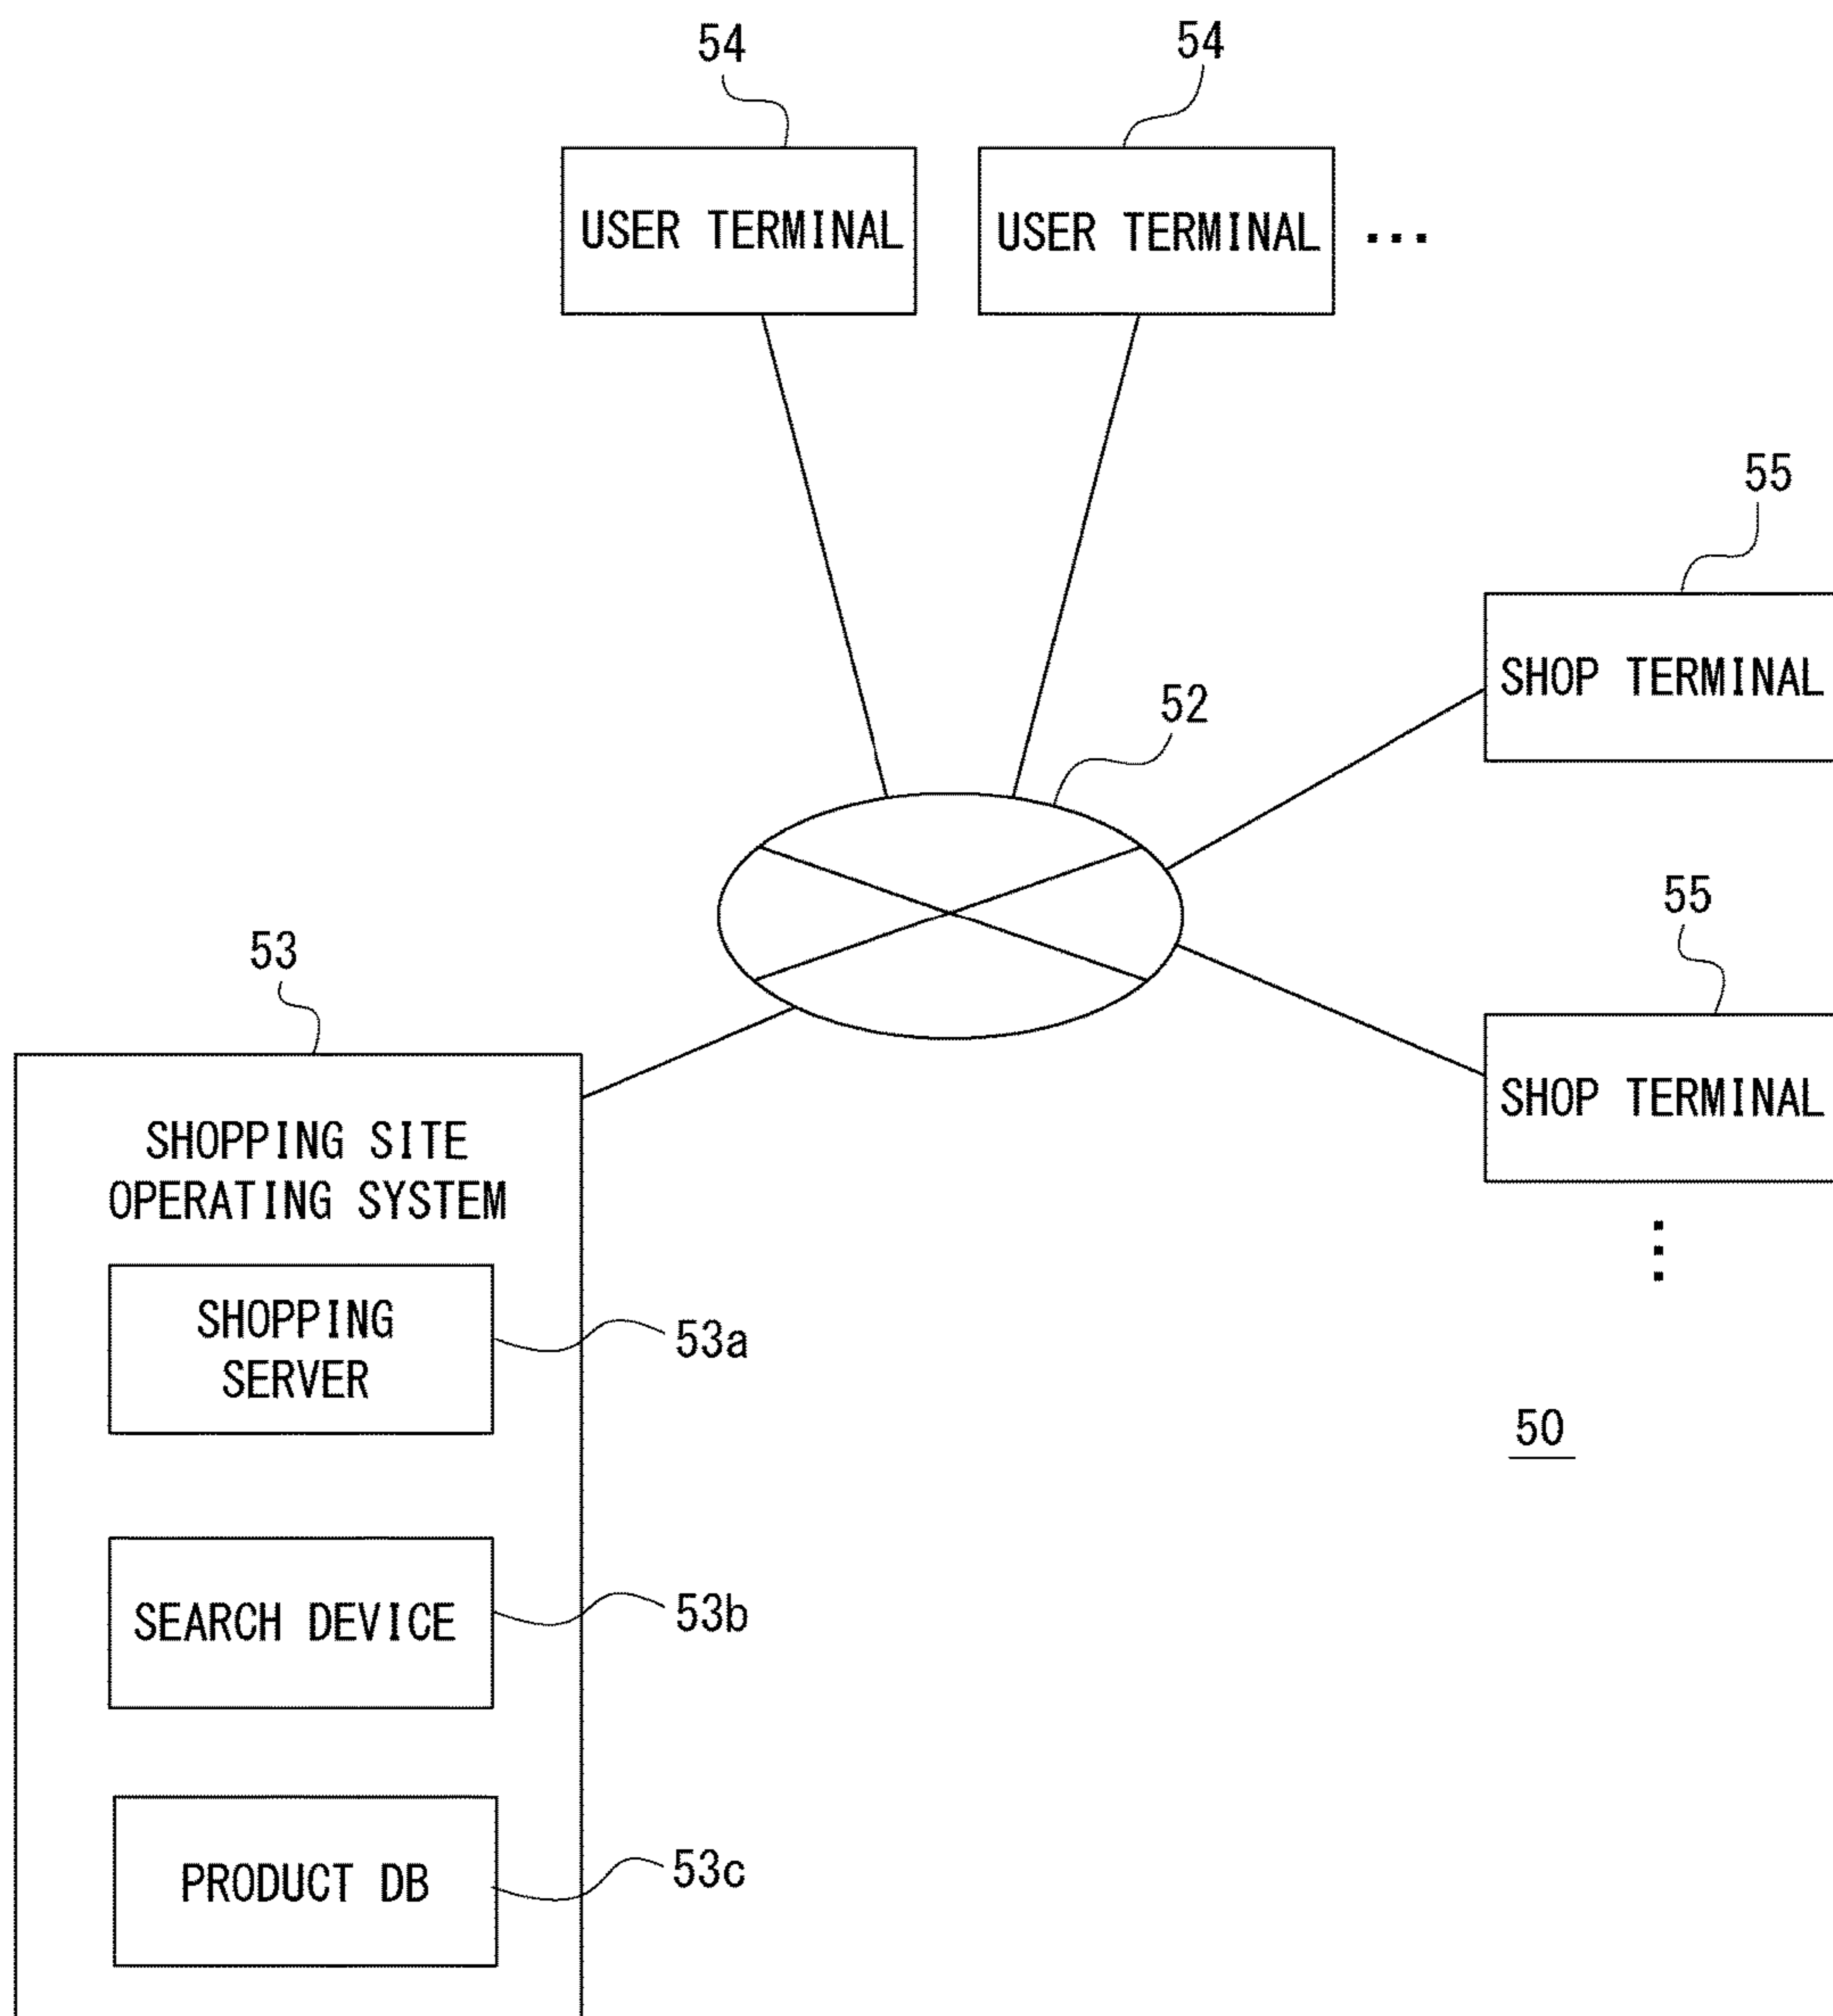 54
54
USER TERMINAL
USER TERMINAL
...
55
SHOP TERMINAL
52
55
SHOP TERMINAL
53
SHOPPING SITE
OPERATING SYSTEM
SHOPPING
SERVER
53a
50
SEARCH DEVICE
53b
PRODUCT DB
53c